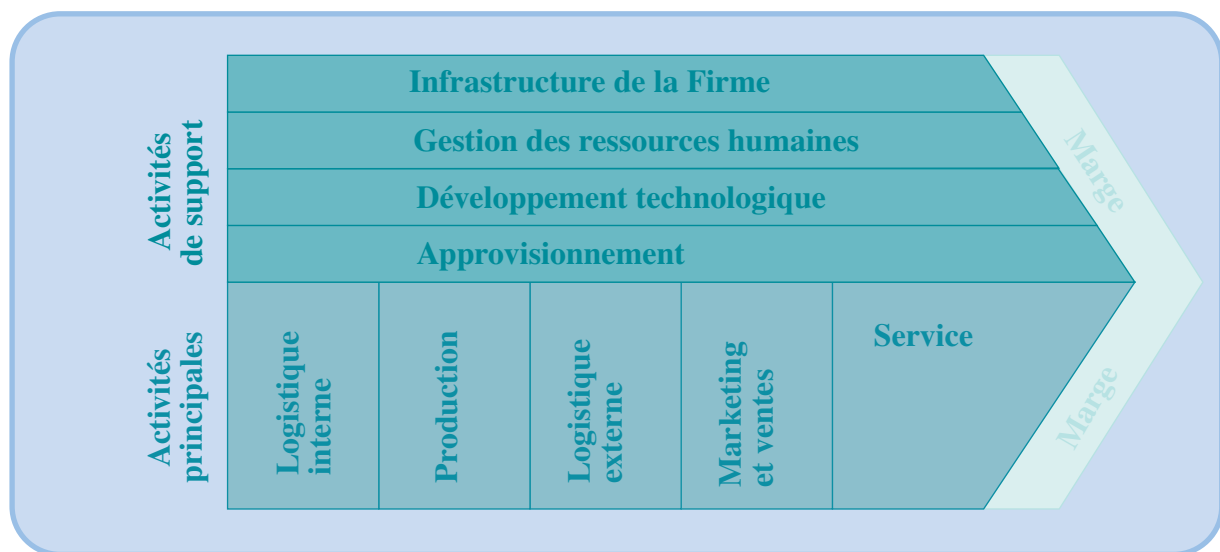 Activités
de support
Infrastructure de la Firme
Gestion des ressources humaines
Développement technologique
Approvisionnement
Marge
Activités
principales
Logistique
interne
Production
Logistique
externe
Marketing
et ventes
Service
Marge